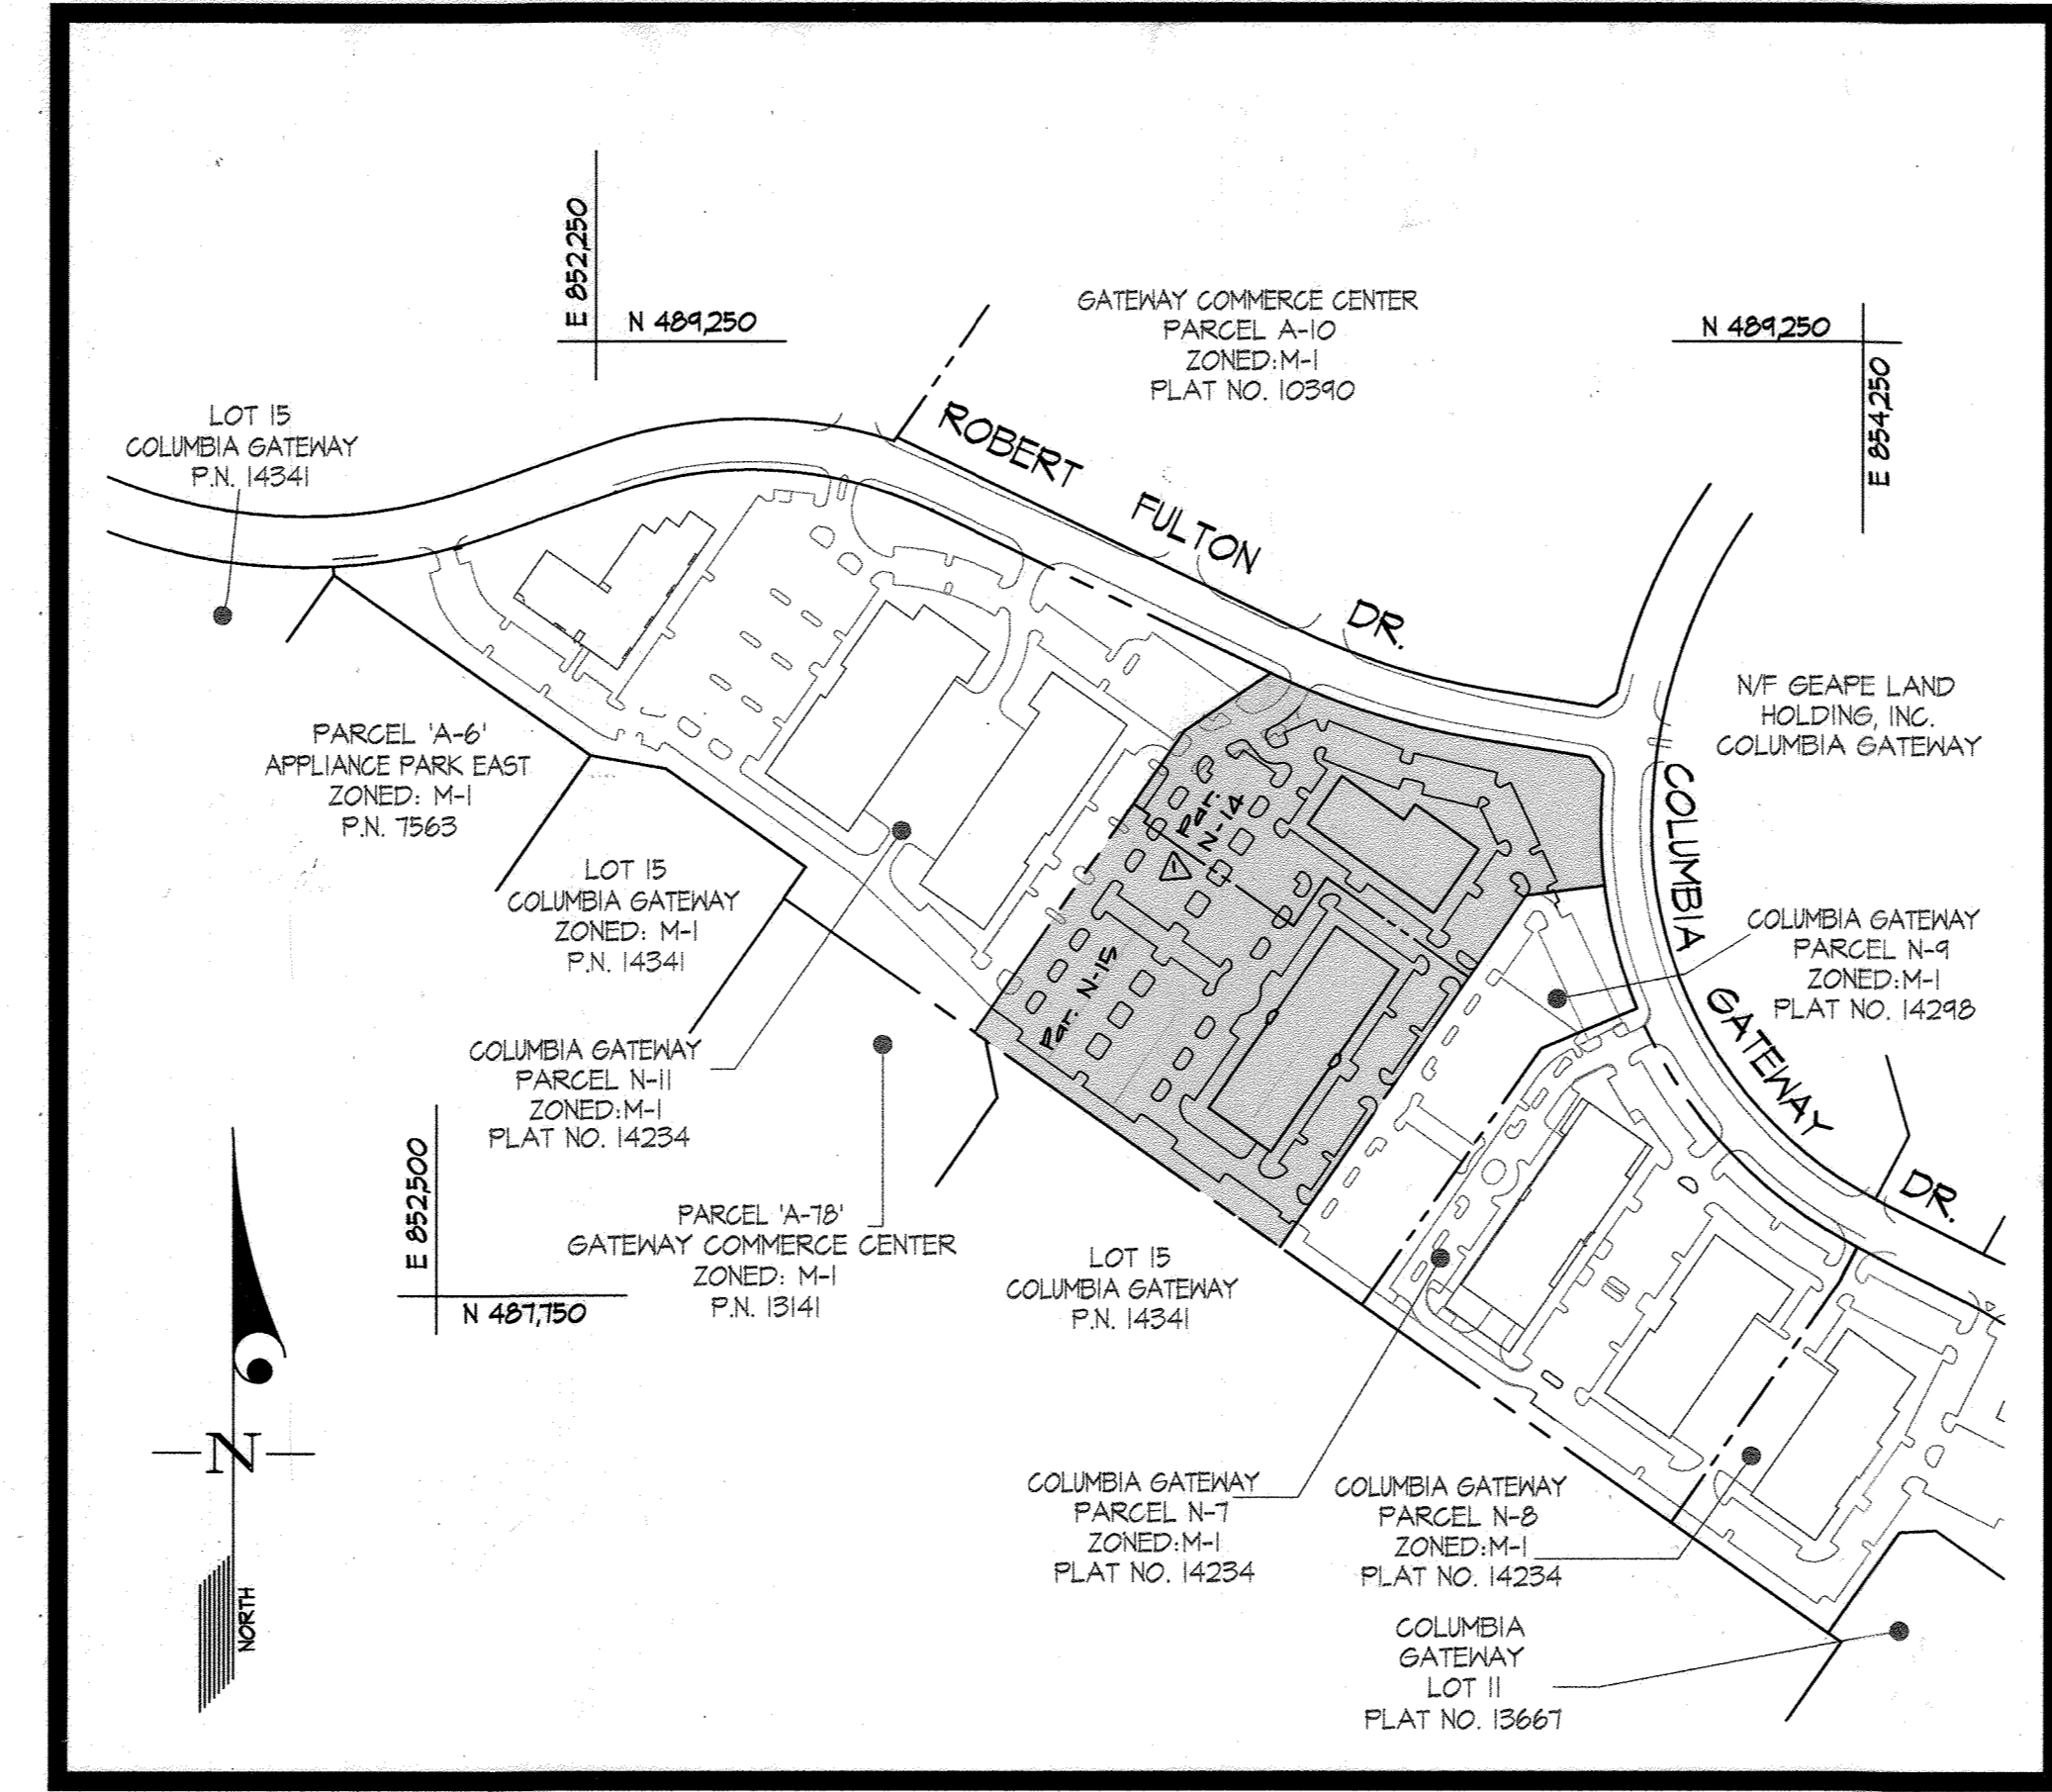 E 852,250
N 489,250
GATEWAY COMMERCE CENTER
PARCEL A-10
ZONED:M-1
PLAT NO. 10390
N 489,250
E 854,250
LOT 15
COLUMBIA GATEWAY
P.N. 14341
ROBERT FULTON DR.
N/F GEAPE LAND
HOLDING, INC.
COLUMBIA GATEWAY
PARCEL 'A-6'
APPLIANCE PARK EAST
ZONED: M-1
P.N. 7563
Par.
N-14
1
Par. N-15
COLUMBIA GATEWAY DR.
LOT 15
COLUMBIA GATEWAY
ZONED: M-1
P.N. 14341
COLUMBIA GATEWAY
PARCEL N-9
ZONED:M-1
PLAT NO. 14298
COLUMBIA GATEWAY
PARCEL N-11
ZONED:M-1
PLAT NO. 14234
E 852,500
N 487,750
PARCEL 'A-78'
GATEWAY COMMERCE CENTER
ZONED: M-1
P.N. 13141
LOT 15
COLUMBIA GATEWAY
P.N. 14341
N
NORTH
COLUMBIA GATEWAY
PARCEL N-7
ZONED:M-1
PLAT NO. 14234
COLUMBIA GATEWAY
PARCEL N-8
ZONED:M-1
PLAT NO. 14234
COLUMBIA
GATEWAY
LOT 11
PLAT NO. 13667